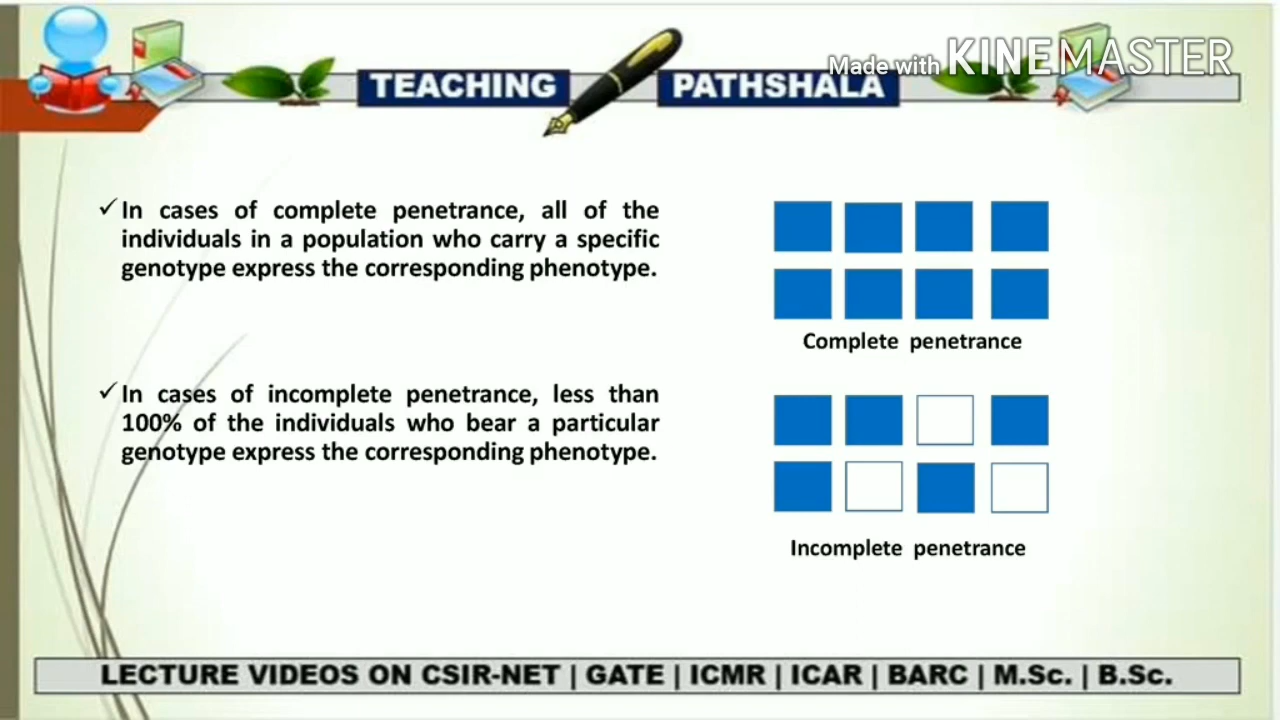 Made with KINEMASTER
TEACHING PATHSHALA
✓ In cases of complete penetrance, all of the
individuals in a population who carry a specific
genotype express the corresponding phenotype.
Complete penetrance
✓ In cases of incomplete penetrance, less than
100% of the individuals who bear a particular
genotype express the corresponding phenotype.
Incomplete penetrance
LECTURE VIDEOS ON CSIR-NET | GATE | ICMR | ICAR | BARC | M.Sc. | B.Sc.